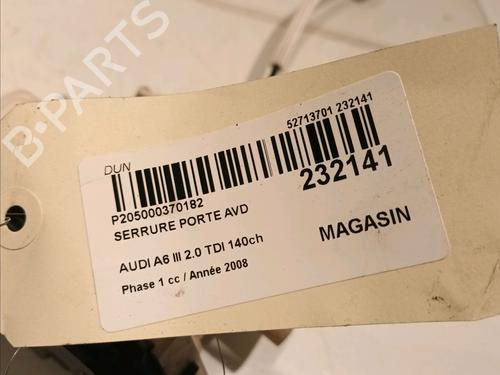 B-PARTS
DUN
52713701 232141
P205000370182
232141
SERRURE PORTE AVD
AUDI A6 III 2.0 TDI 140ch
MAGASIN
Phase 1 cc / Année 2008